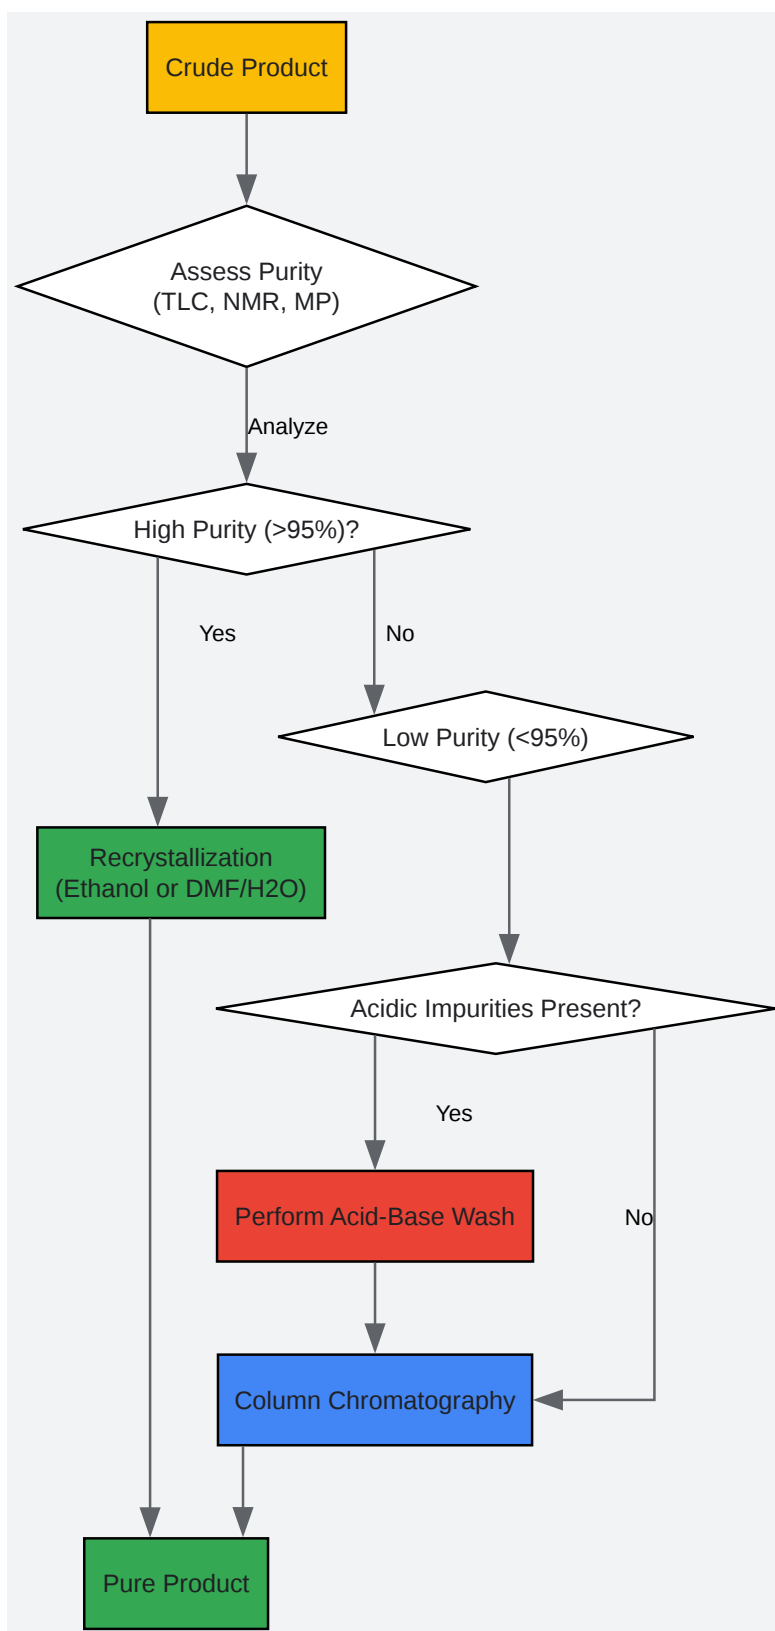 Crude Product
Assess Purity
(TLC, NMR, MP)
Analyze
High Purity (>95%)?
Yes
No
Low Purity (<95%)
Recrystallization
(Ethanol or DMF/H2O)
Acidic Impurities Present?
Yes
Perform Acid-Base Wash
No
Column Chromatography
Pure Product